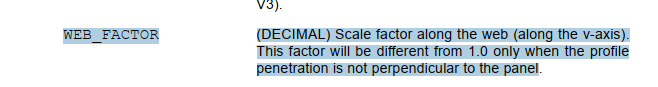 V3).
WEB_FACTOR (DECIMAL) Scale factor along the web (along the v-axis).
This factor will be different from 1.0 only when the profile
penetration is not perpendicular to the panel.